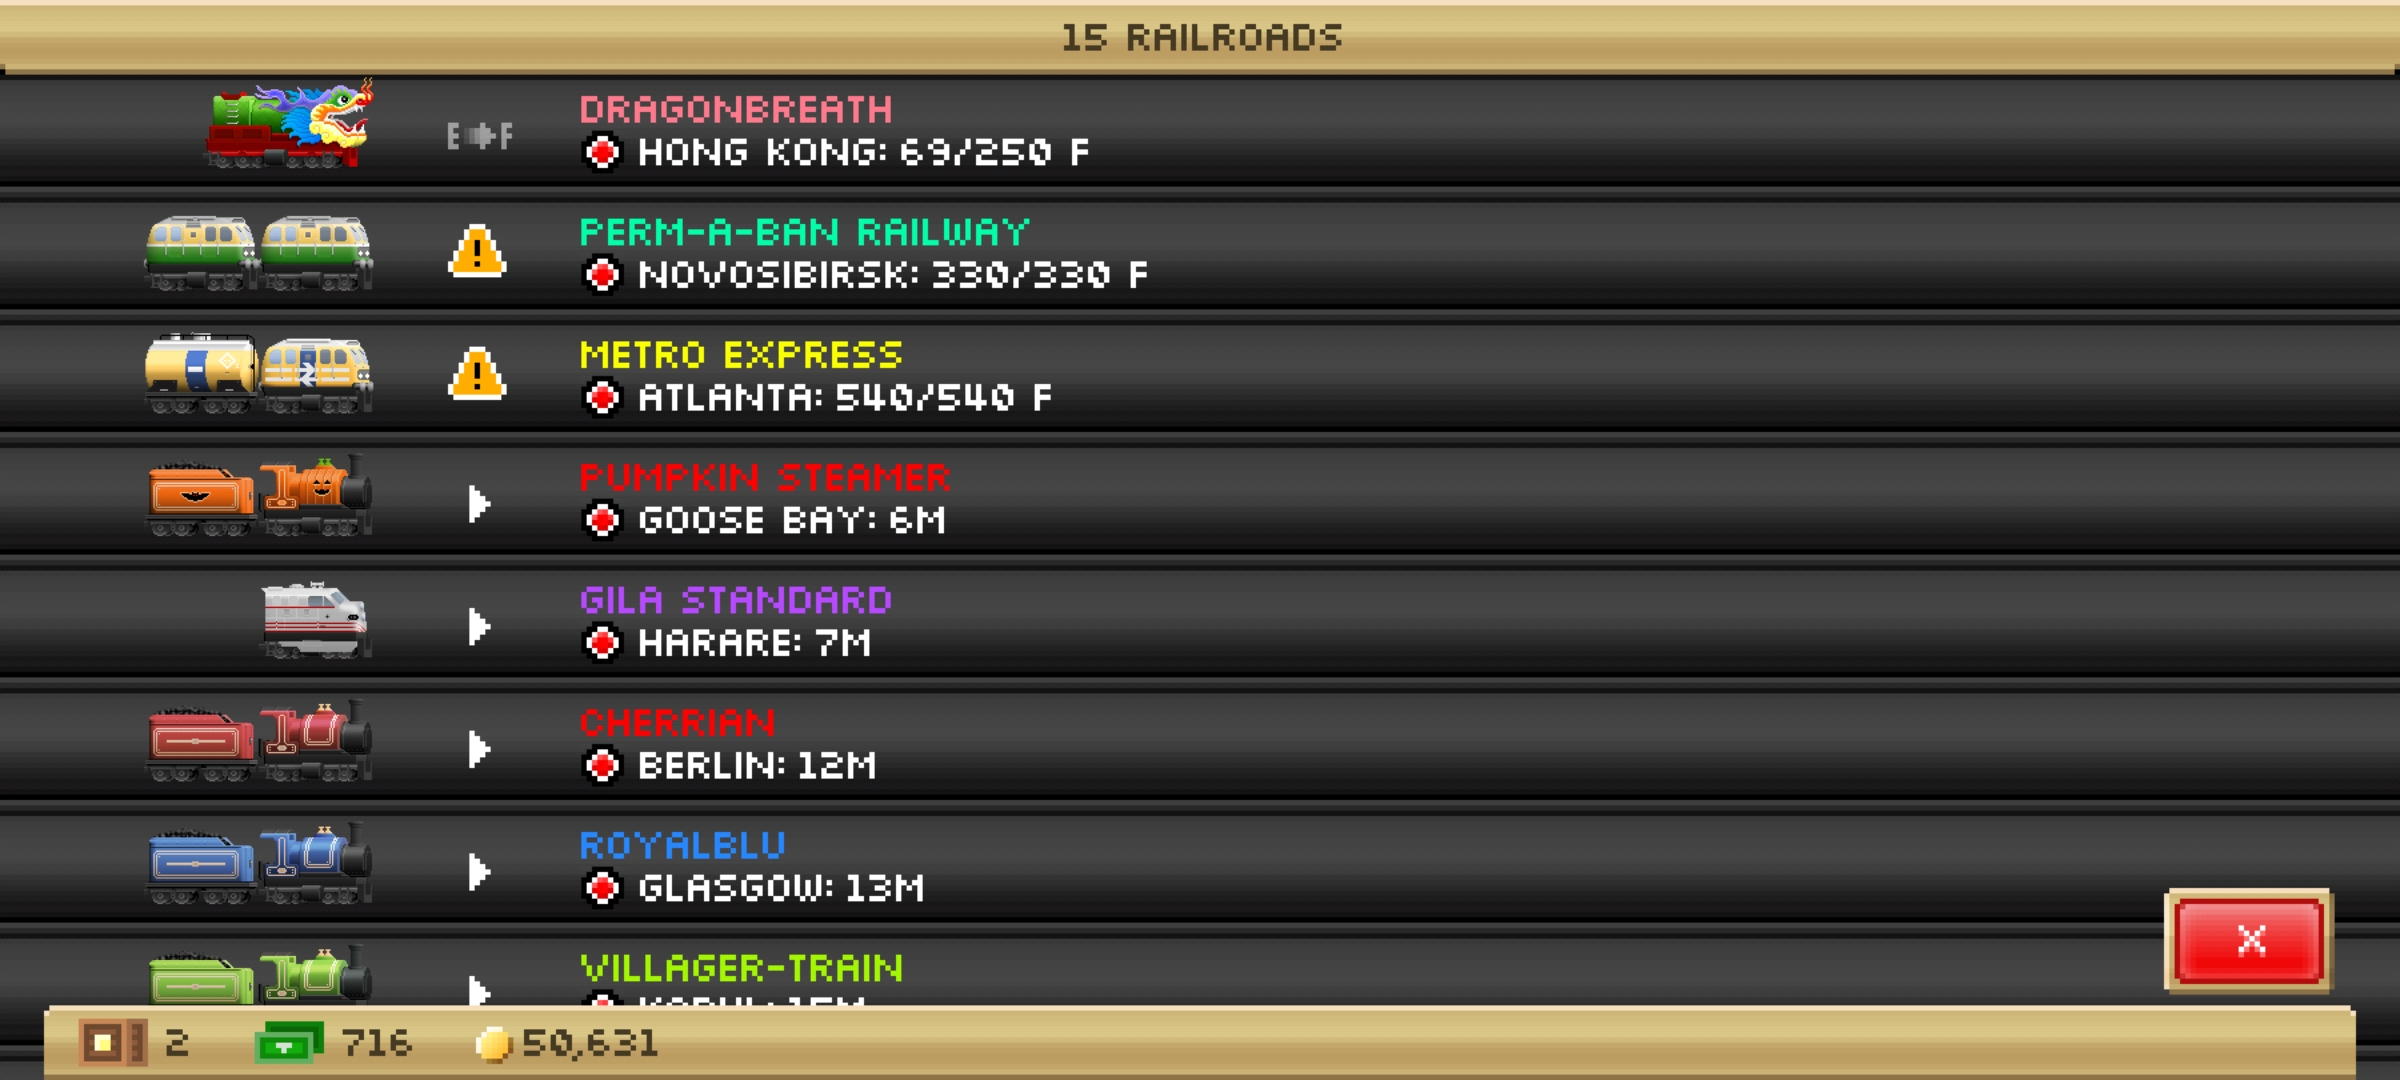 15 RAILROADS
DRAGONBREATH
E F
HONG KONG: 69/250 F
PERM-A-BAN RAILWAY
NOVOSIBIRSK: 330/330 F
METRO EXPRESS
ATLANTA: 540/540 F
PUMPKIN STEAMER
GOOSE BAY: 6M
GILA STANDARD
HARARE: 7M
CHERRIAN
BERLIN: 12M
ROYALBLU
GLASGOW: 13M
X
VILLAGER-TRAIN
2 716 50,631